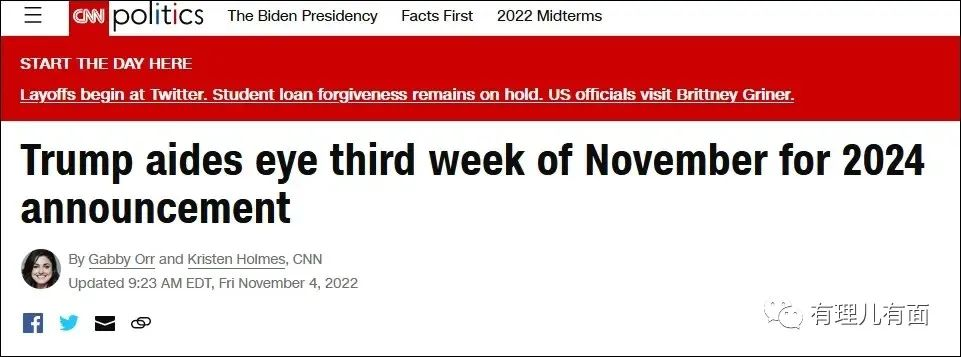 CNN politics The Biden Presidency Facts First 2022 Midterms
START THE DAY HERE
Layoffs begin at Twitter. Student loan forgiveness remains on hold. US officials visit Brittney Griner.
Trump aides eye third week of November for 2024
announcement
By Gabby Orr and Kristen Holmes, CNN
Updated 9:23 AM EDT, Fri November 4, 2022
有理儿有面